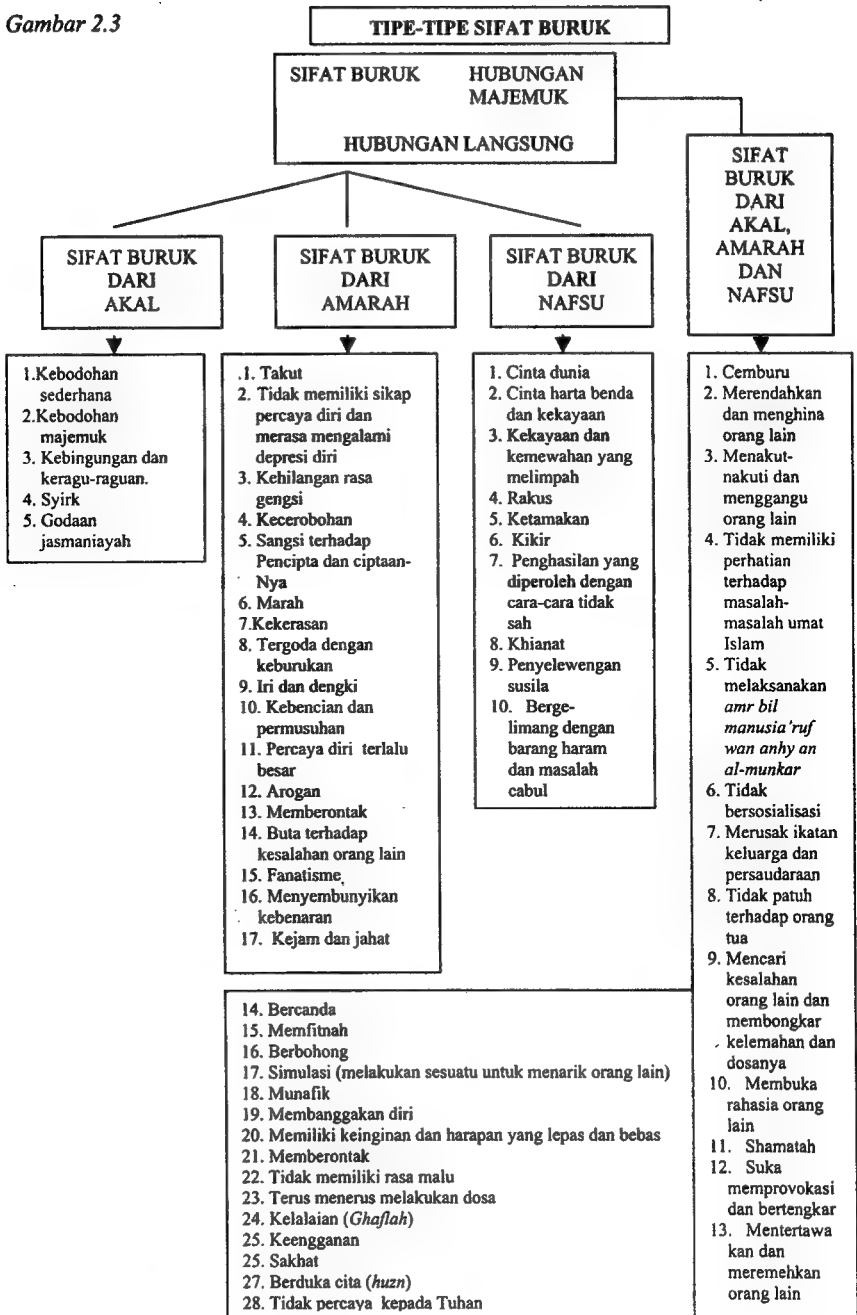 Gambar 2.3
TIPE-TIPE SIFAT BURUK
SIFAT BURUK HUBUNGAN
MAJEMUK
HUBUNGAN LANGSUNG
SIFAT BURUK
DARI
AKAL
SIFAT BURUK
DARI
AMARAH
SIFAT BURUK
DARI
NAFSU
SIFAT
BURUK
DARI
AKAL,
AMARAH
DAN
NAFSU
1.Kebodohan
sederhana
2.Kebodohan
majemuk
3. Kebingungan dan
keragu-raguan.
4. Syirk
5. Godaan
jasmaniayah
.1. Takut
2. Tidak memiliki sikap
percaya diri dan
merasa mengalami
depresi diri
3. Kehilangan rasa
gengsi
4. Kecerobohan
5. Sangsi terhadap
Pencipta dan ciptaan-
Nya
6. Marah
7.Kekerasan
8. Tergoda dengan
keburukan
9. Iri dan dengki
10. Kebencian dan
permusuhan
11. Percaya diri terlalu
besar
12. Arogan
13. Memberontak
14. Buta terhadap
kesalahan orang lain
15. Fanatisme
16. Menyembunyikan
kebenaran
17. Kejam dan jahat
1. Cinta dunia
2. Cinta harta benda
dan kekayaan
3. Kekayaan dan
kemewahan yang
melimpah
4. Rakus
5. Ketamakan
6. Kikir
7. Penghasilan yang
diperoleh dengan
cara-cara tidak
sah
8. Khianat
9. Penyelewengan
susila
10. Berge-
limang dengan
barang haram
dan masalah
cabul
1. Cemburu
2. Merendahkan
dan menghina
orang lain
3. Menakut-
nakuti dan
menggangu
orang lain
4. Tidak memiliki
perhatian
terhadap
masalah-
masalah umat
Islam
5. Tidak
melaksanakan
amr bil
manusia'ruf
wan anhy an
al-munkar
6. Tidak
bersosialisasi
7. Merusak ikatan
keluarga dan
persaudaraan
8. Tidak patuh
terhadap orang
tua
9. Mencari
kesalahan
orang lain dan
membongkar
kelemahan dan
dosanya
10. Membuka
rahasia orang
lain
11. Shamatah
12. Suka
memprovokasi
dan bertengkar
13. Mentertawa
kan dan
meremehkan
orang lain
14. Bercanda
15. Memfitnah
16. Berbohong
17. Simulasi (melakukan sesuatu untuk menarik orang lain)
18. Munafik
19. Membanggakan diri
20. Memiliki keinginan dan harapan yang lepas dan bebas
21. Memberontak
22. Tidak memiliki rasa malu
23. Terus menerus melakukan dosa
24. Kelalaian (Ghaflah)
25. Keengganan
25. Sakhat
27. Berduka cita (huzn)
28. Tidak percaya kepada Tuhan